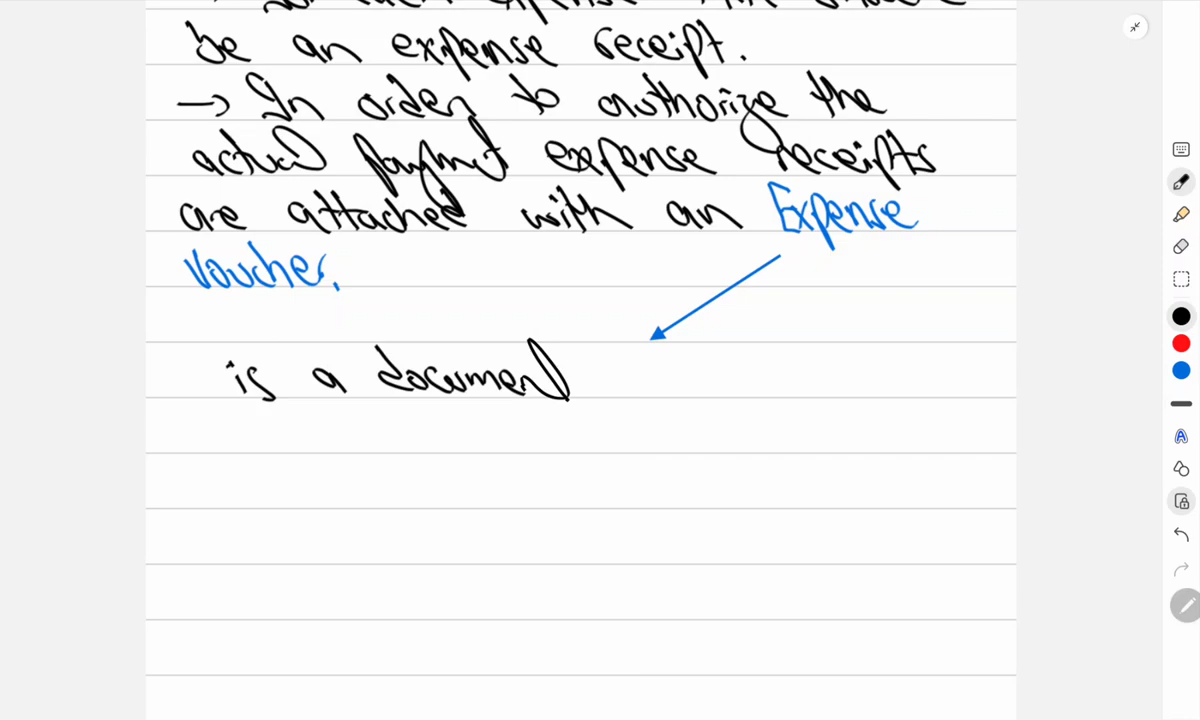 be an expense receipt.
→ In order to authorize the
actual payment expense receipts
are attached with an Expense
Voucher.
is a document